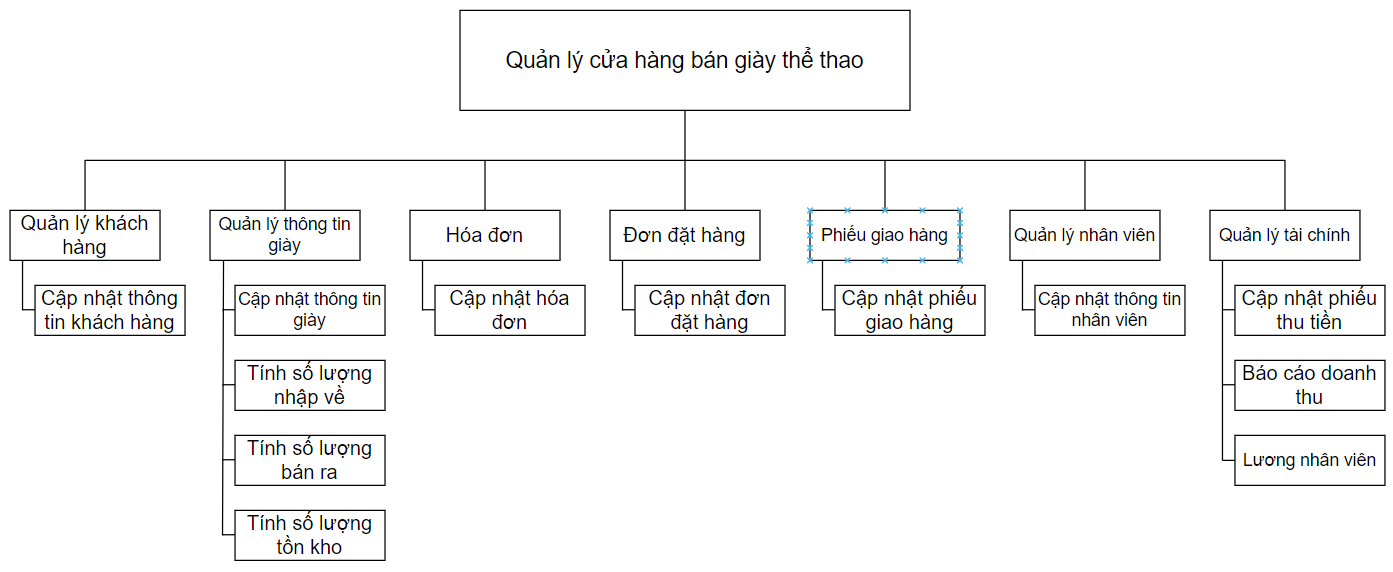 Quản lý cửa hàng bán giày thể thao
Quản lý khách
hàng
Quản lý thông tin
giày
Hóa đơn
Đơn đặt hàng
Phiếu giao hàng
Quản lý nhân viên
Quản lý tài chính
Cập nhật thông
tin khách hàng
Cập nhật thông tin
giày
Cập nhật hóa
đơn
Cập nhật đơn
đặt hàng
Cập nhật phiếu
giao hàng
Cập nhật thông tin
nhân viên
Cập nhật phiếu
thu tiền
Tính số lượng
nhập về
Báo cáo doanh
thu
Tính số lượng
bán ra
Lương nhân viên
Tính số lượng
tồn kho